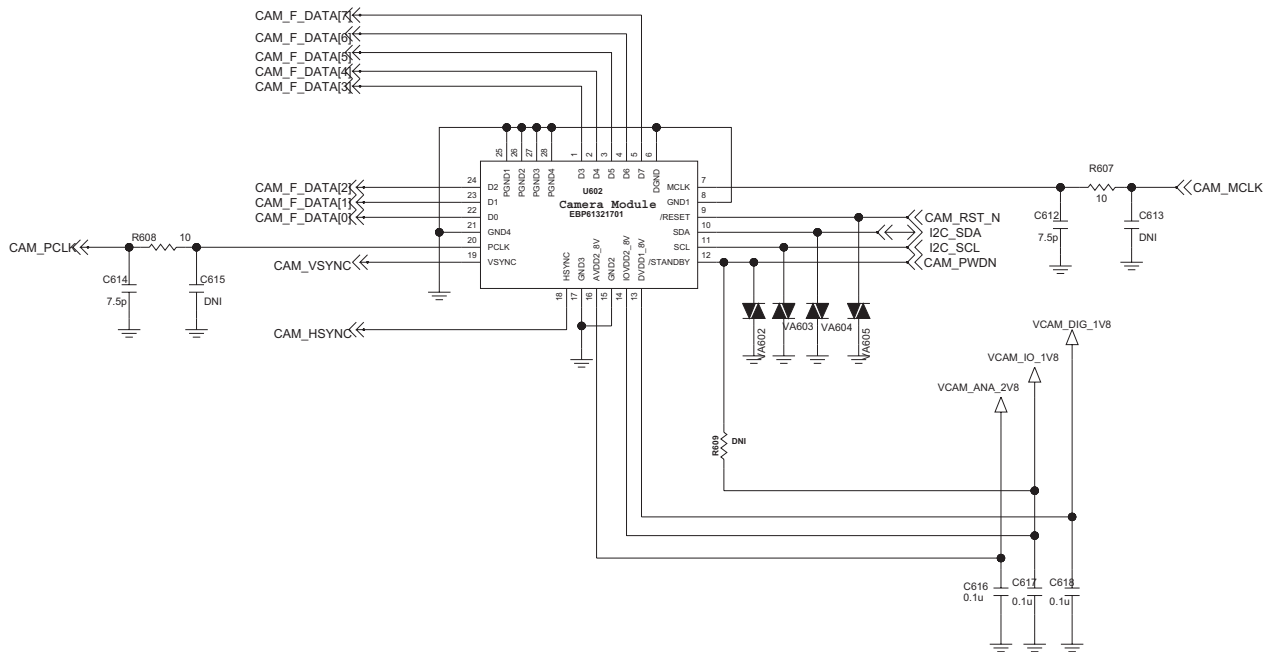 CAM_F_DATA[7]
CAM_F_DATA[6]
CAM_F_DATA[5]
CAM_F_DATA[4]
CAM_F_DATA[3]
25 26 27 28 1 2 3 4 5 6
PGND1 PGND2 PGND3 PGND4 D3 D4 D5 D6 D7 DGND
U602
Camera Module
EBP61321701
CAM_F_DATA[2] 24 D2
CAM_F_DATA[1] 23 D1
CAM_F_DATA[0] 22 D0
21 GND4
20 PCLK
19 VSYNC
CAM_PCLK
R608 10
C614
7.5p
C615
DNI
CAM_VSYNC
CAM_HSYNC
HSYNC GND3 AVDD2_8V GND2 IOVDD2_8V DVDD1_8V
18 17 16 15 14 13
MCLK 7
GND1 8
/RESET 9
SDA 10
SCL 11
/STANDBY 12
R607
10
CAM_MCLK
C612
7.5p
C613
DNI
CAM_RST_N
I2C_SDA
I2C_SCL
CAM_PWDN
VA602
VA603
VA604
VA605
VCAM_DIG_1V8
VCAM_IO_1V8
VCAM_ANA_2V8
R609 DNI
C616
0.1u
C617
0.1u
C618
0.1u